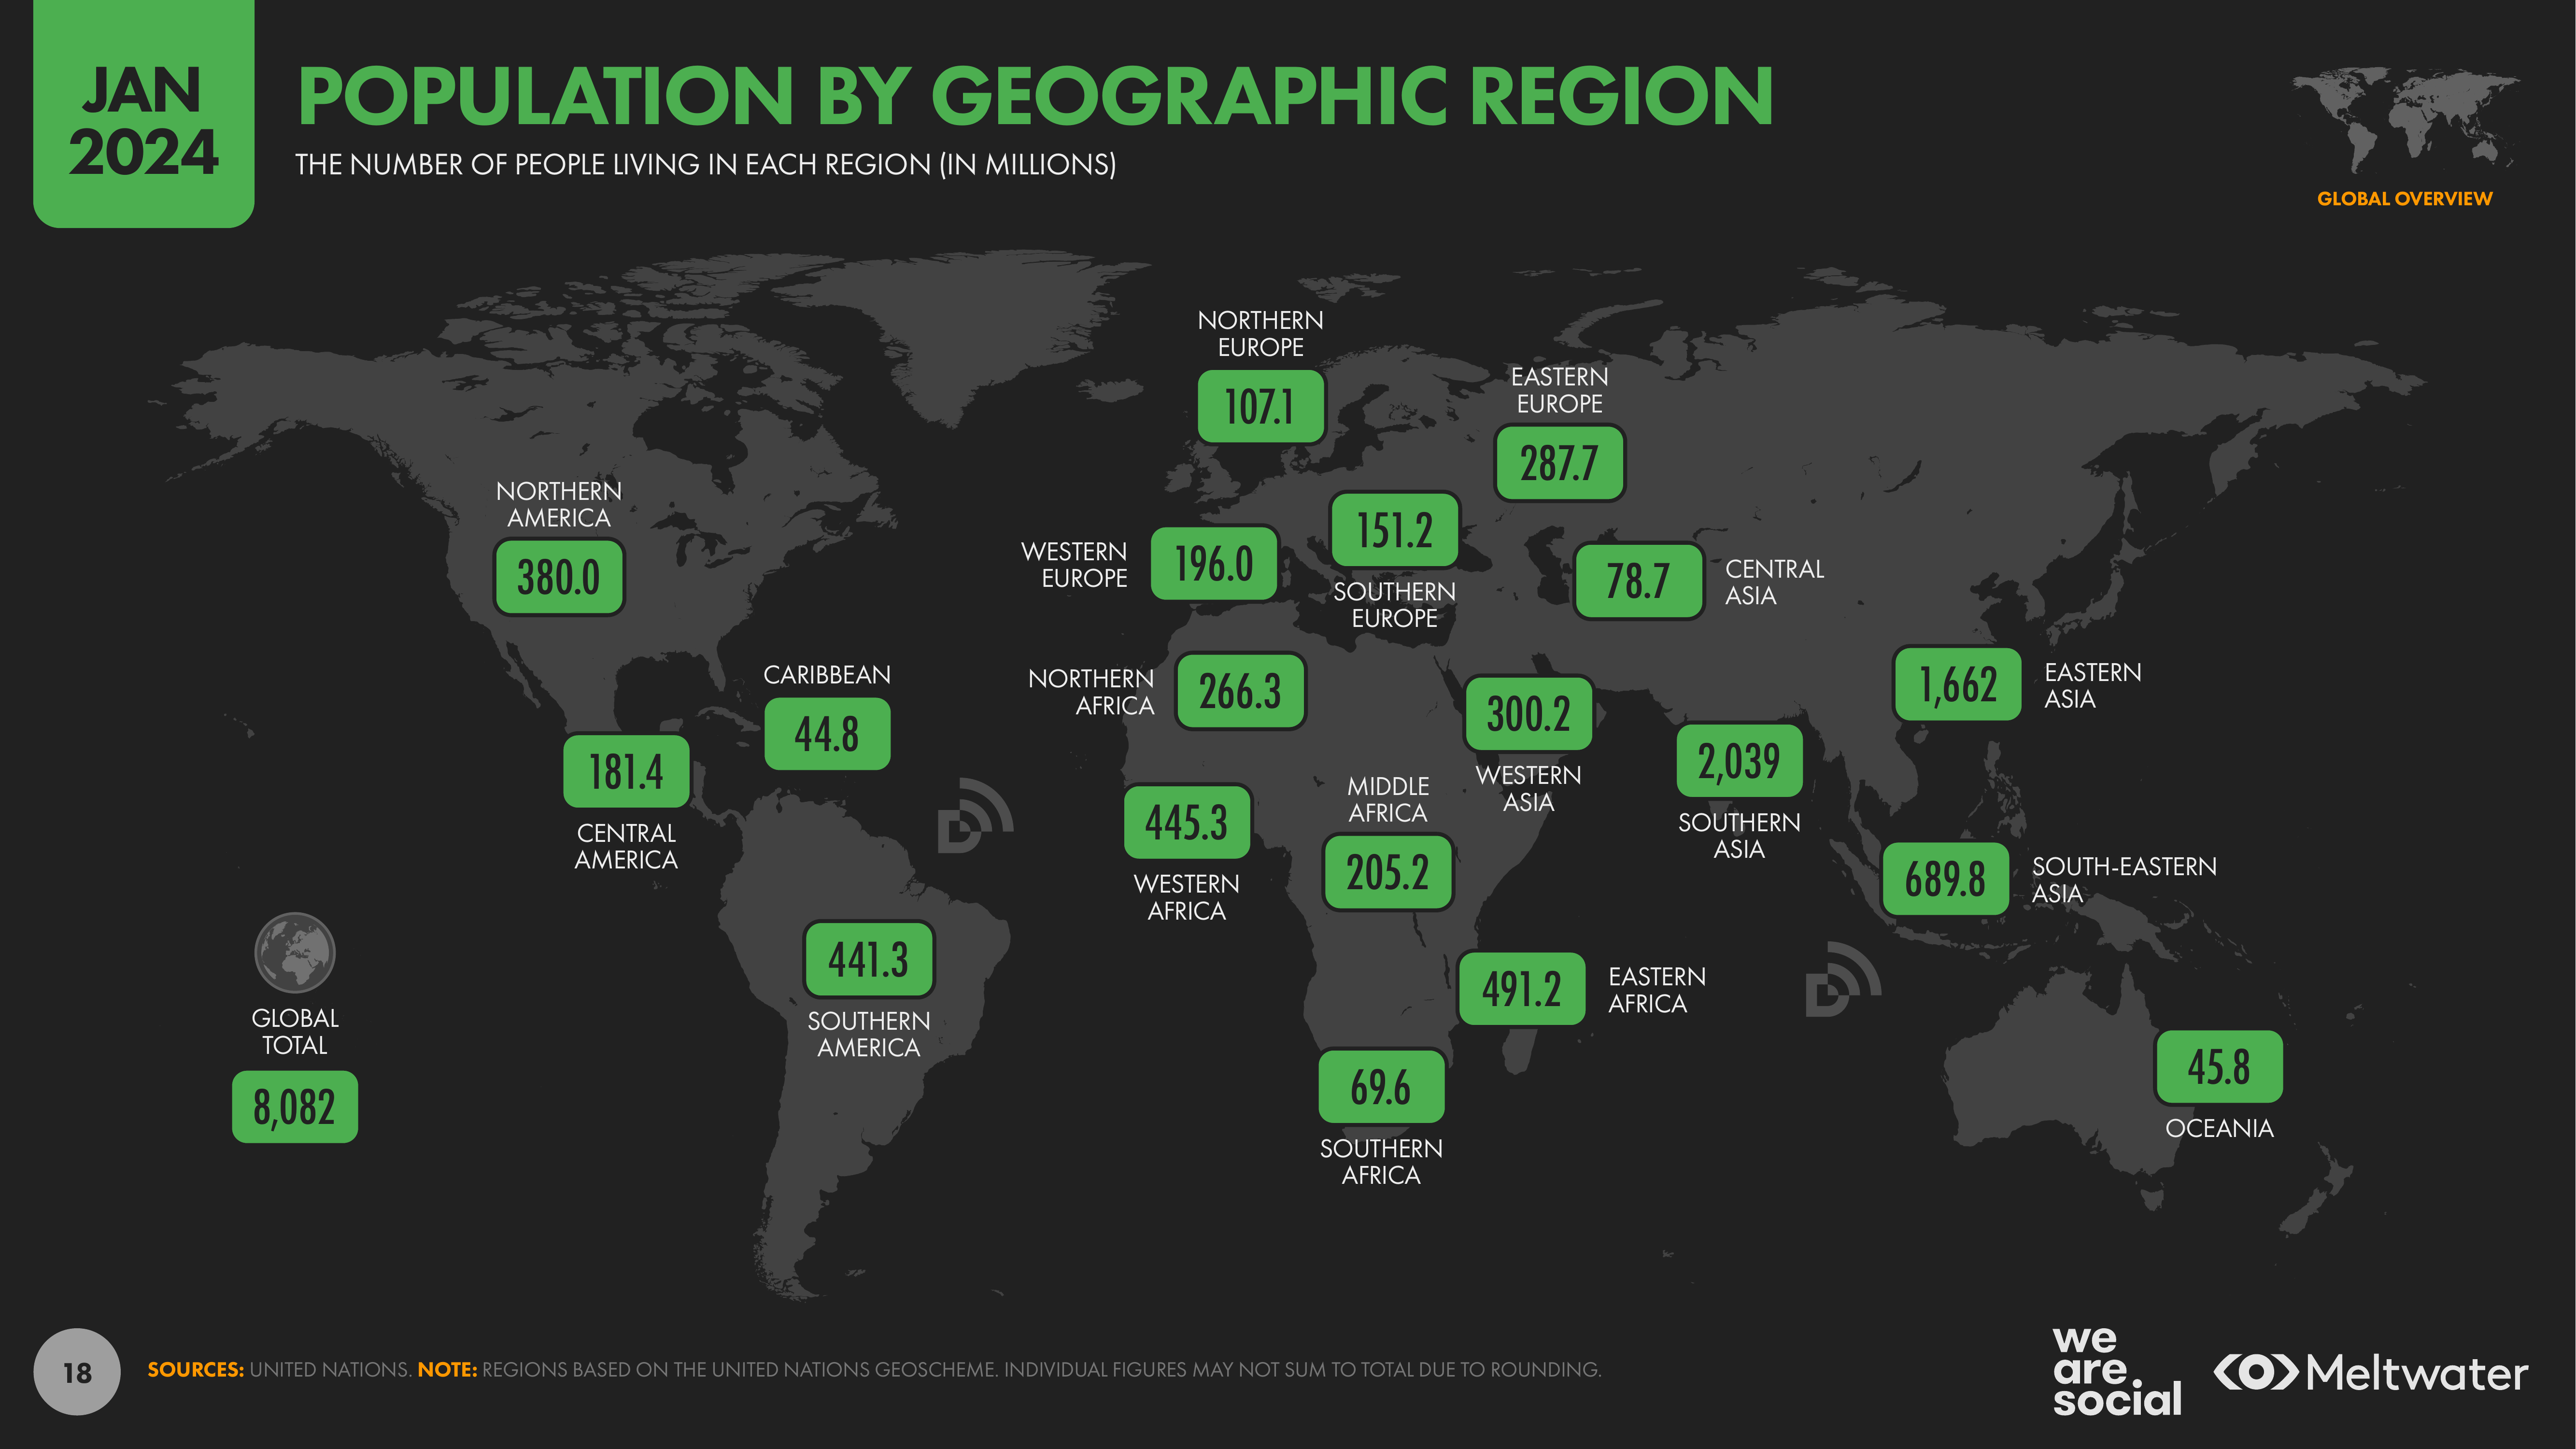 JAN
2024
POPULATION BY GEOGRAPHIC REGION
THE NUMBER OF PEOPLE LIVING IN EACH REGION (IN MILLIONS)
GLOBAL OVERVIEW
NORTHERN
EUROPE
107.1
EASTERN
EUROPE
287.7
NORTHERN
AMERICA
380.0
WESTERN
EUROPE
196.0
151.2
SOUTHERN
EUROPE
78.7
CENTRAL
ASIA
CARIBBEAN
44.8
NORTHERN
AFRICA
266.3
300.2
WESTERN
ASIA
1,662
EASTERN
ASIA
181.4
CENTRAL
AMERICA
2,039
SOUTHERN
ASIA
445.3
WESTERN
AFRICA
MIDDLE
AFRICA
205.2
689.8
SOUTH-EASTERN
ASIA
441.3
SOUTHERN
AMERICA
491.2
EASTERN
AFRICA
GLOBAL
TOTAL
8,082
69.6
SOUTHERN
AFRICA
45.8
OCEANIA
18
SOURCES: UNITED NATIONS. NOTE: REGIONS BASED ON THE UNITED NATIONS GEOSCHEME. INDIVIDUAL FIGURES MAY NOT SUM TO TOTAL DUE TO ROUNDING.
we
are
social
Meltwater